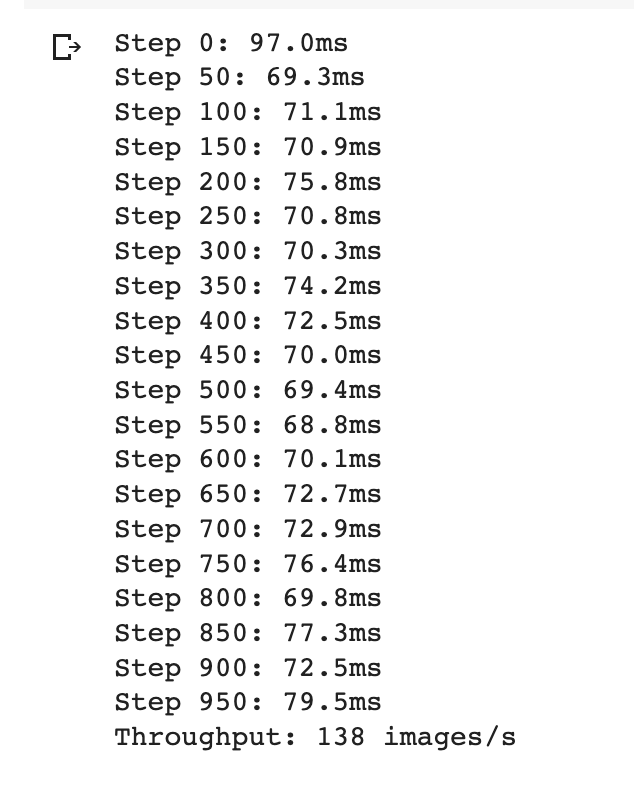 Step 0: 97.0ms
Step 50: 69.3ms
Step 100: 71.1ms
Step 150: 70.9ms
Step 200: 75.8ms
Step 250: 70.8ms
Step 300: 70.3ms
Step 350: 74.2ms
Step 400: 72.5ms
Step 450: 70.0ms
Step 500: 69.4ms
Step 550: 68.8ms
Step 600: 70.1ms
Step 650: 72.7ms
Step 700: 72.9ms
Step 750: 76.4ms
Step 800: 69.8ms
Step 850: 77.3ms
Step 900: 72.5ms
Step 950: 79.5ms
Throughput: 138 images/s